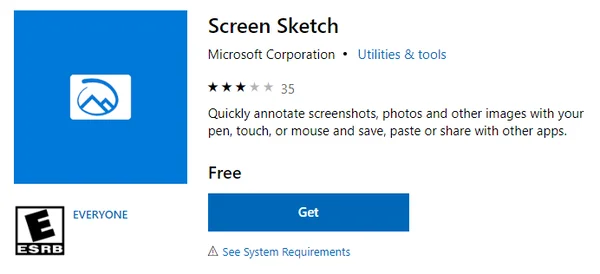 Screen Sketch
Microsoft Corporation • Utilities & tools
35
Quickly annotate screenshots, photos and other images with your
pen, touch, or mouse and save, paste or share with other apps.
Free
Get
See System Requirements
E
ESRB
EVERYONE